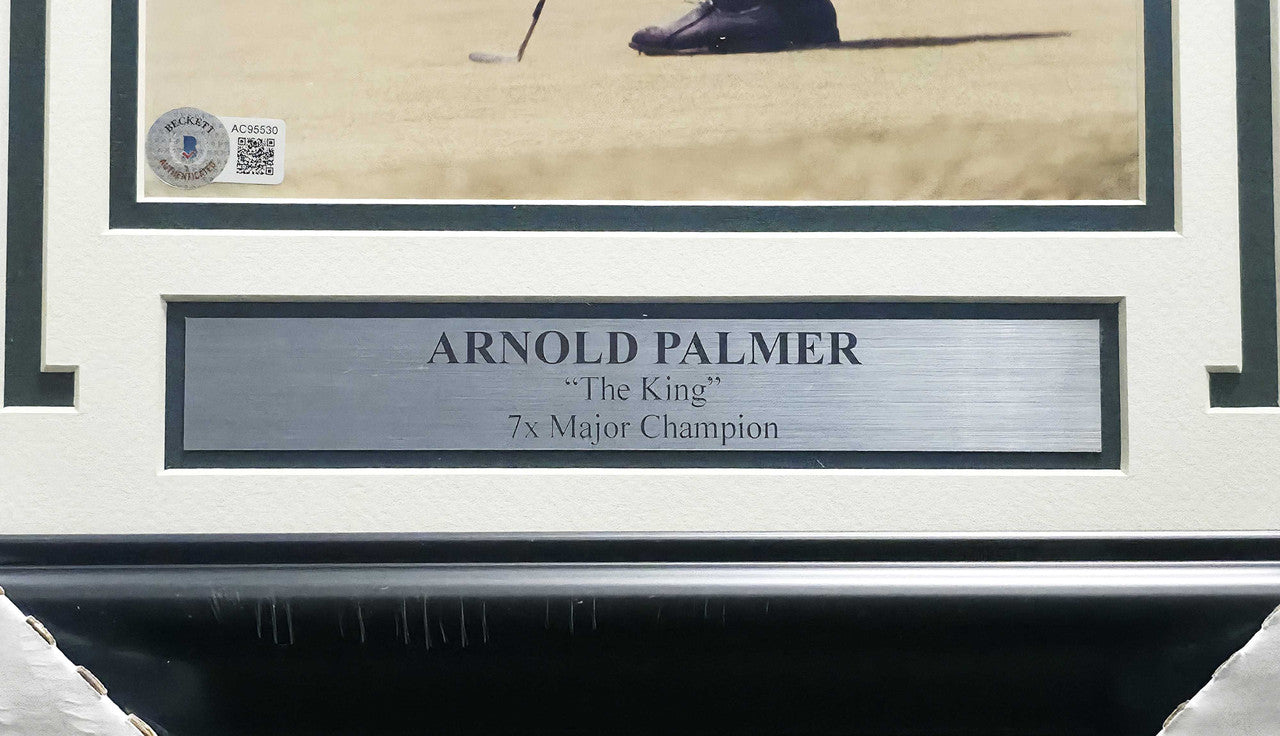 BECKETT
B
AUTHENTICATED
AC95530
ARNOLD PALMER
“The King”
7x Major Champion